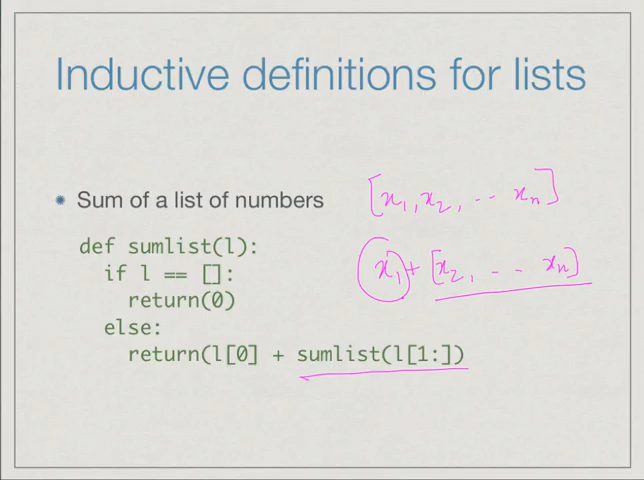 Inductive definitions for lists
Sum of a list of numbers
[x₁, x₂, -- xₙ]
def sumlist(l):
x₁ + [x₂, - - xₙ]
if l == []:
return(0)
else:
return(l[0] + sumlist(l[1:])